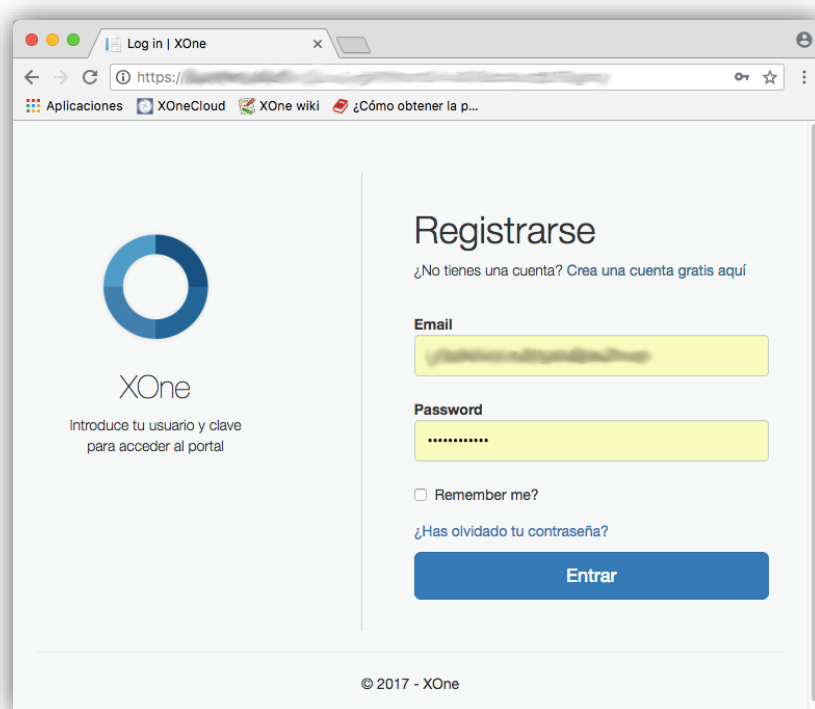 Log in | XOne
https://
Aplicaciones XOneCloud XOne wiki ¿Cómo obtener la p...
XOne
Introduce tu usuario y clave
para acceder al portal
Registrarse
¿No tienes una cuenta? Crea una cuenta gratis aquí
Email
Password
Remember me?
¿Has olvidado tu contraseña?
Entrar
© 2017 - XOne